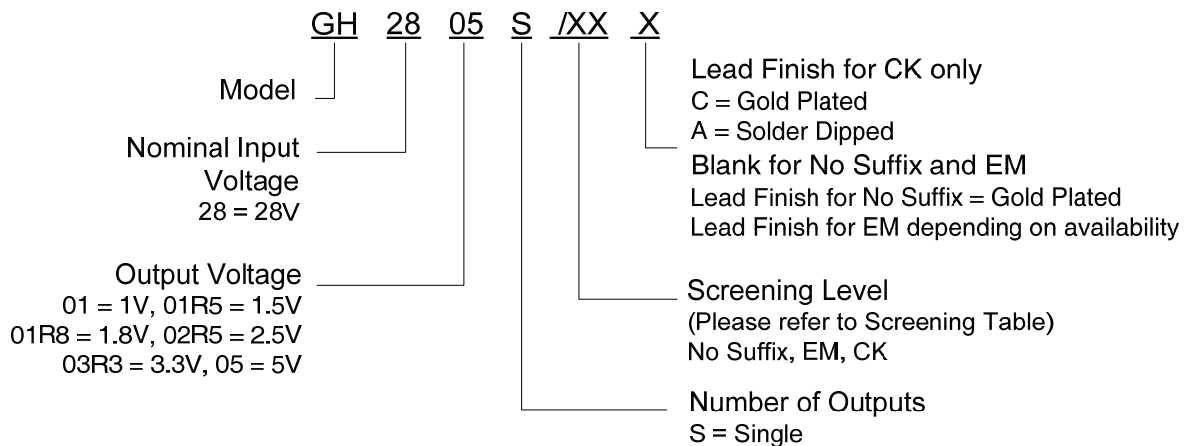 GH 28 05 S /XX X
Model
Nominal Input
Voltage
28 = 28V
Output Voltage
01 = 1V, 01R5 = 1.5V
01R8 = 1.8V, 02R5 = 2.5V
03R3 = 3.3V, 05 = 5V
Lead Finish for CK only
C = Gold Plated
A = Solder Dipped
Blank for No Suffix and EM
Lead Finish for No Suffix = Gold Plated
Lead Finish for EM depending on availability
Screening Level
(Please refer to Screening Table)
No Suffix, EM, CK
Number of Outputs
S = Single